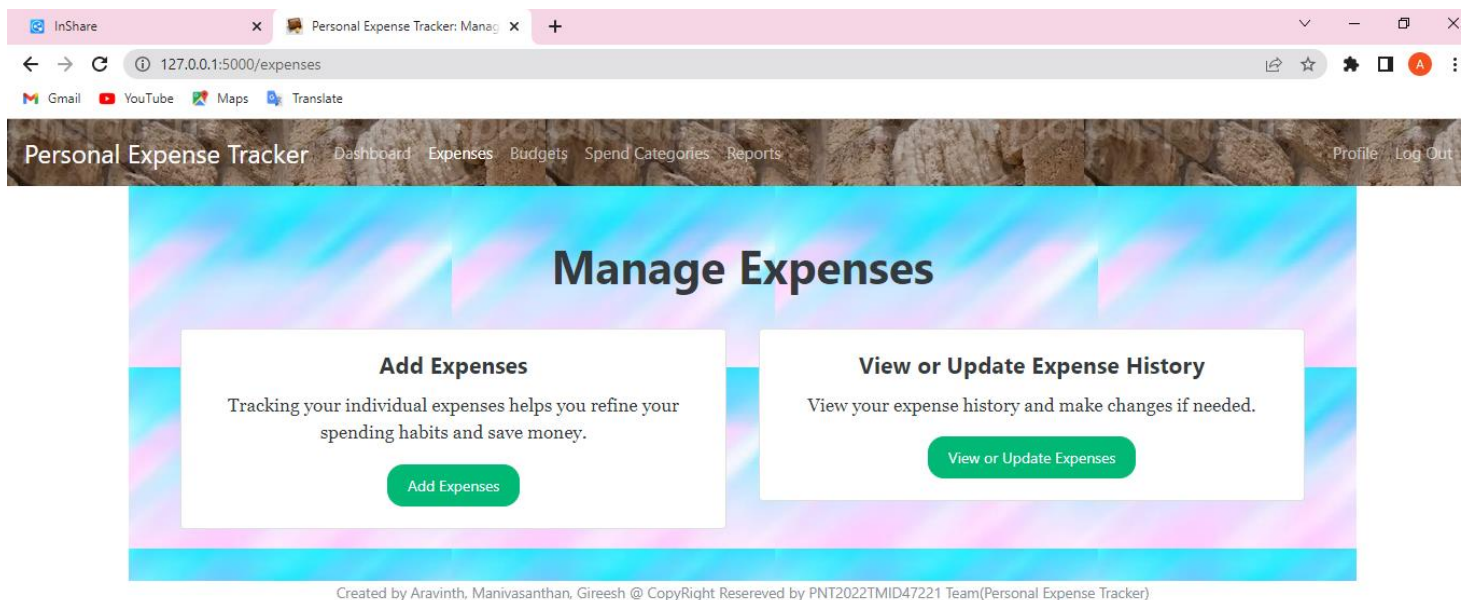 InShare
Personal Expense Tracker: Manag
127.0.0.1:5000/expenses
A
Gmail YouTube Maps Translate
Personal Expense Tracker Dashboard Expenses Budgets Spend Categories Reports Profile Log Out
Manage Expenses
Add Expenses
Tracking your individual expenses helps you refine your
spending habits and save money.
Add Expenses
View or Update Expense History
View your expense history and make changes if needed.
View or Update Expenses
Created by Aravinth, Manivasanthan, Gireesh @ CopyRight Resereved by PNT2022TMID47221 Team(Personal Expense Tracker)